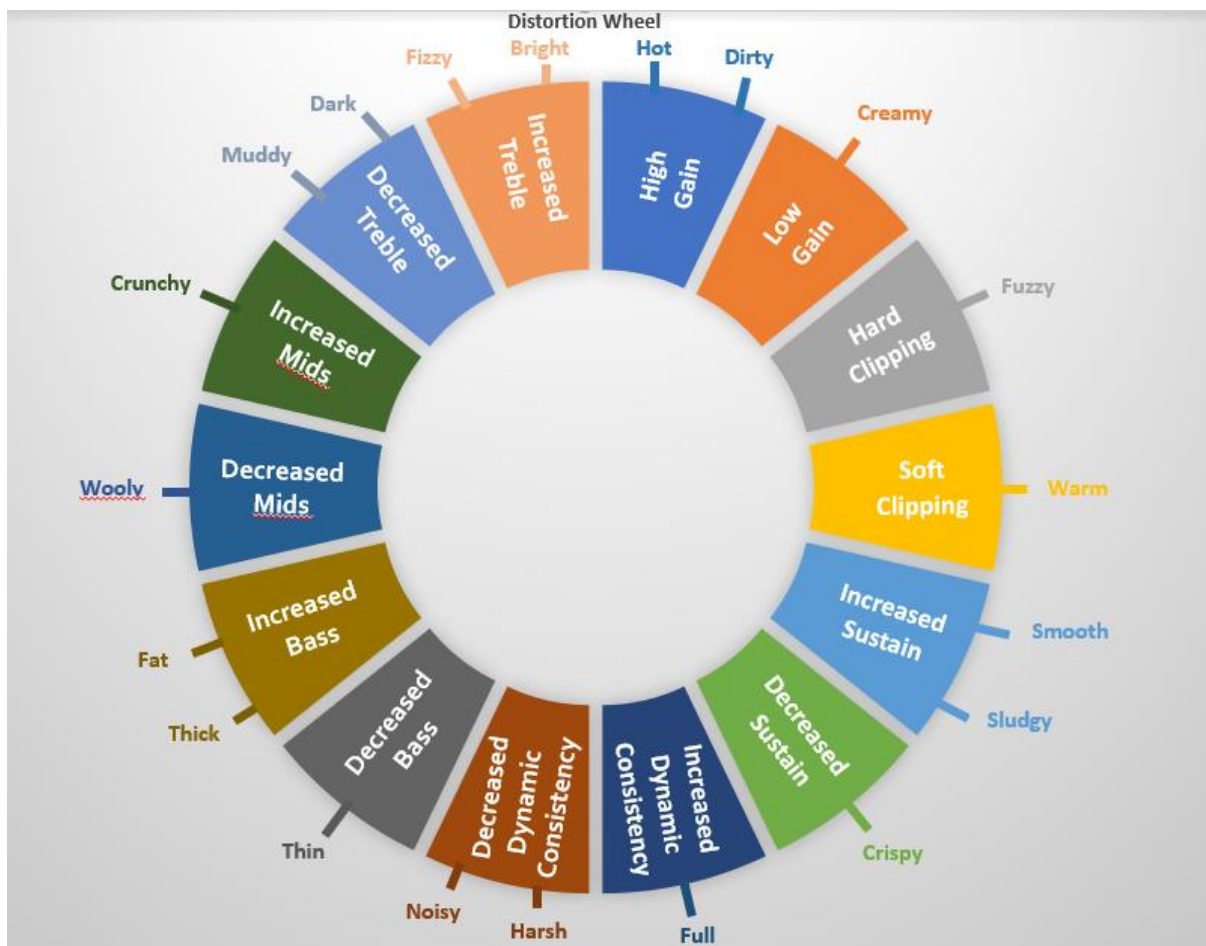 Distortion Wheel
Hot
Dirty
High
Gain
Creamy
Low
Gain
Fuzzy
Hard
Clipping
Warm
Soft
Clipping
Smooth
Sludgy
Increased
Sustain
Crispy
Decreased
Sustain
Full
Increased
Dynamic
Consistency
Harsh
Noisy
Decreased
Dynamic
Consistency
Thin
Decreased
Bass
Thick
Fat
Increased
Bass
Wooly
Decreased
Mids
Crunchy
Increased
Mids
Muddy
Dark
Decreased
Treble
Fizzy
Bright
Increased
Treble